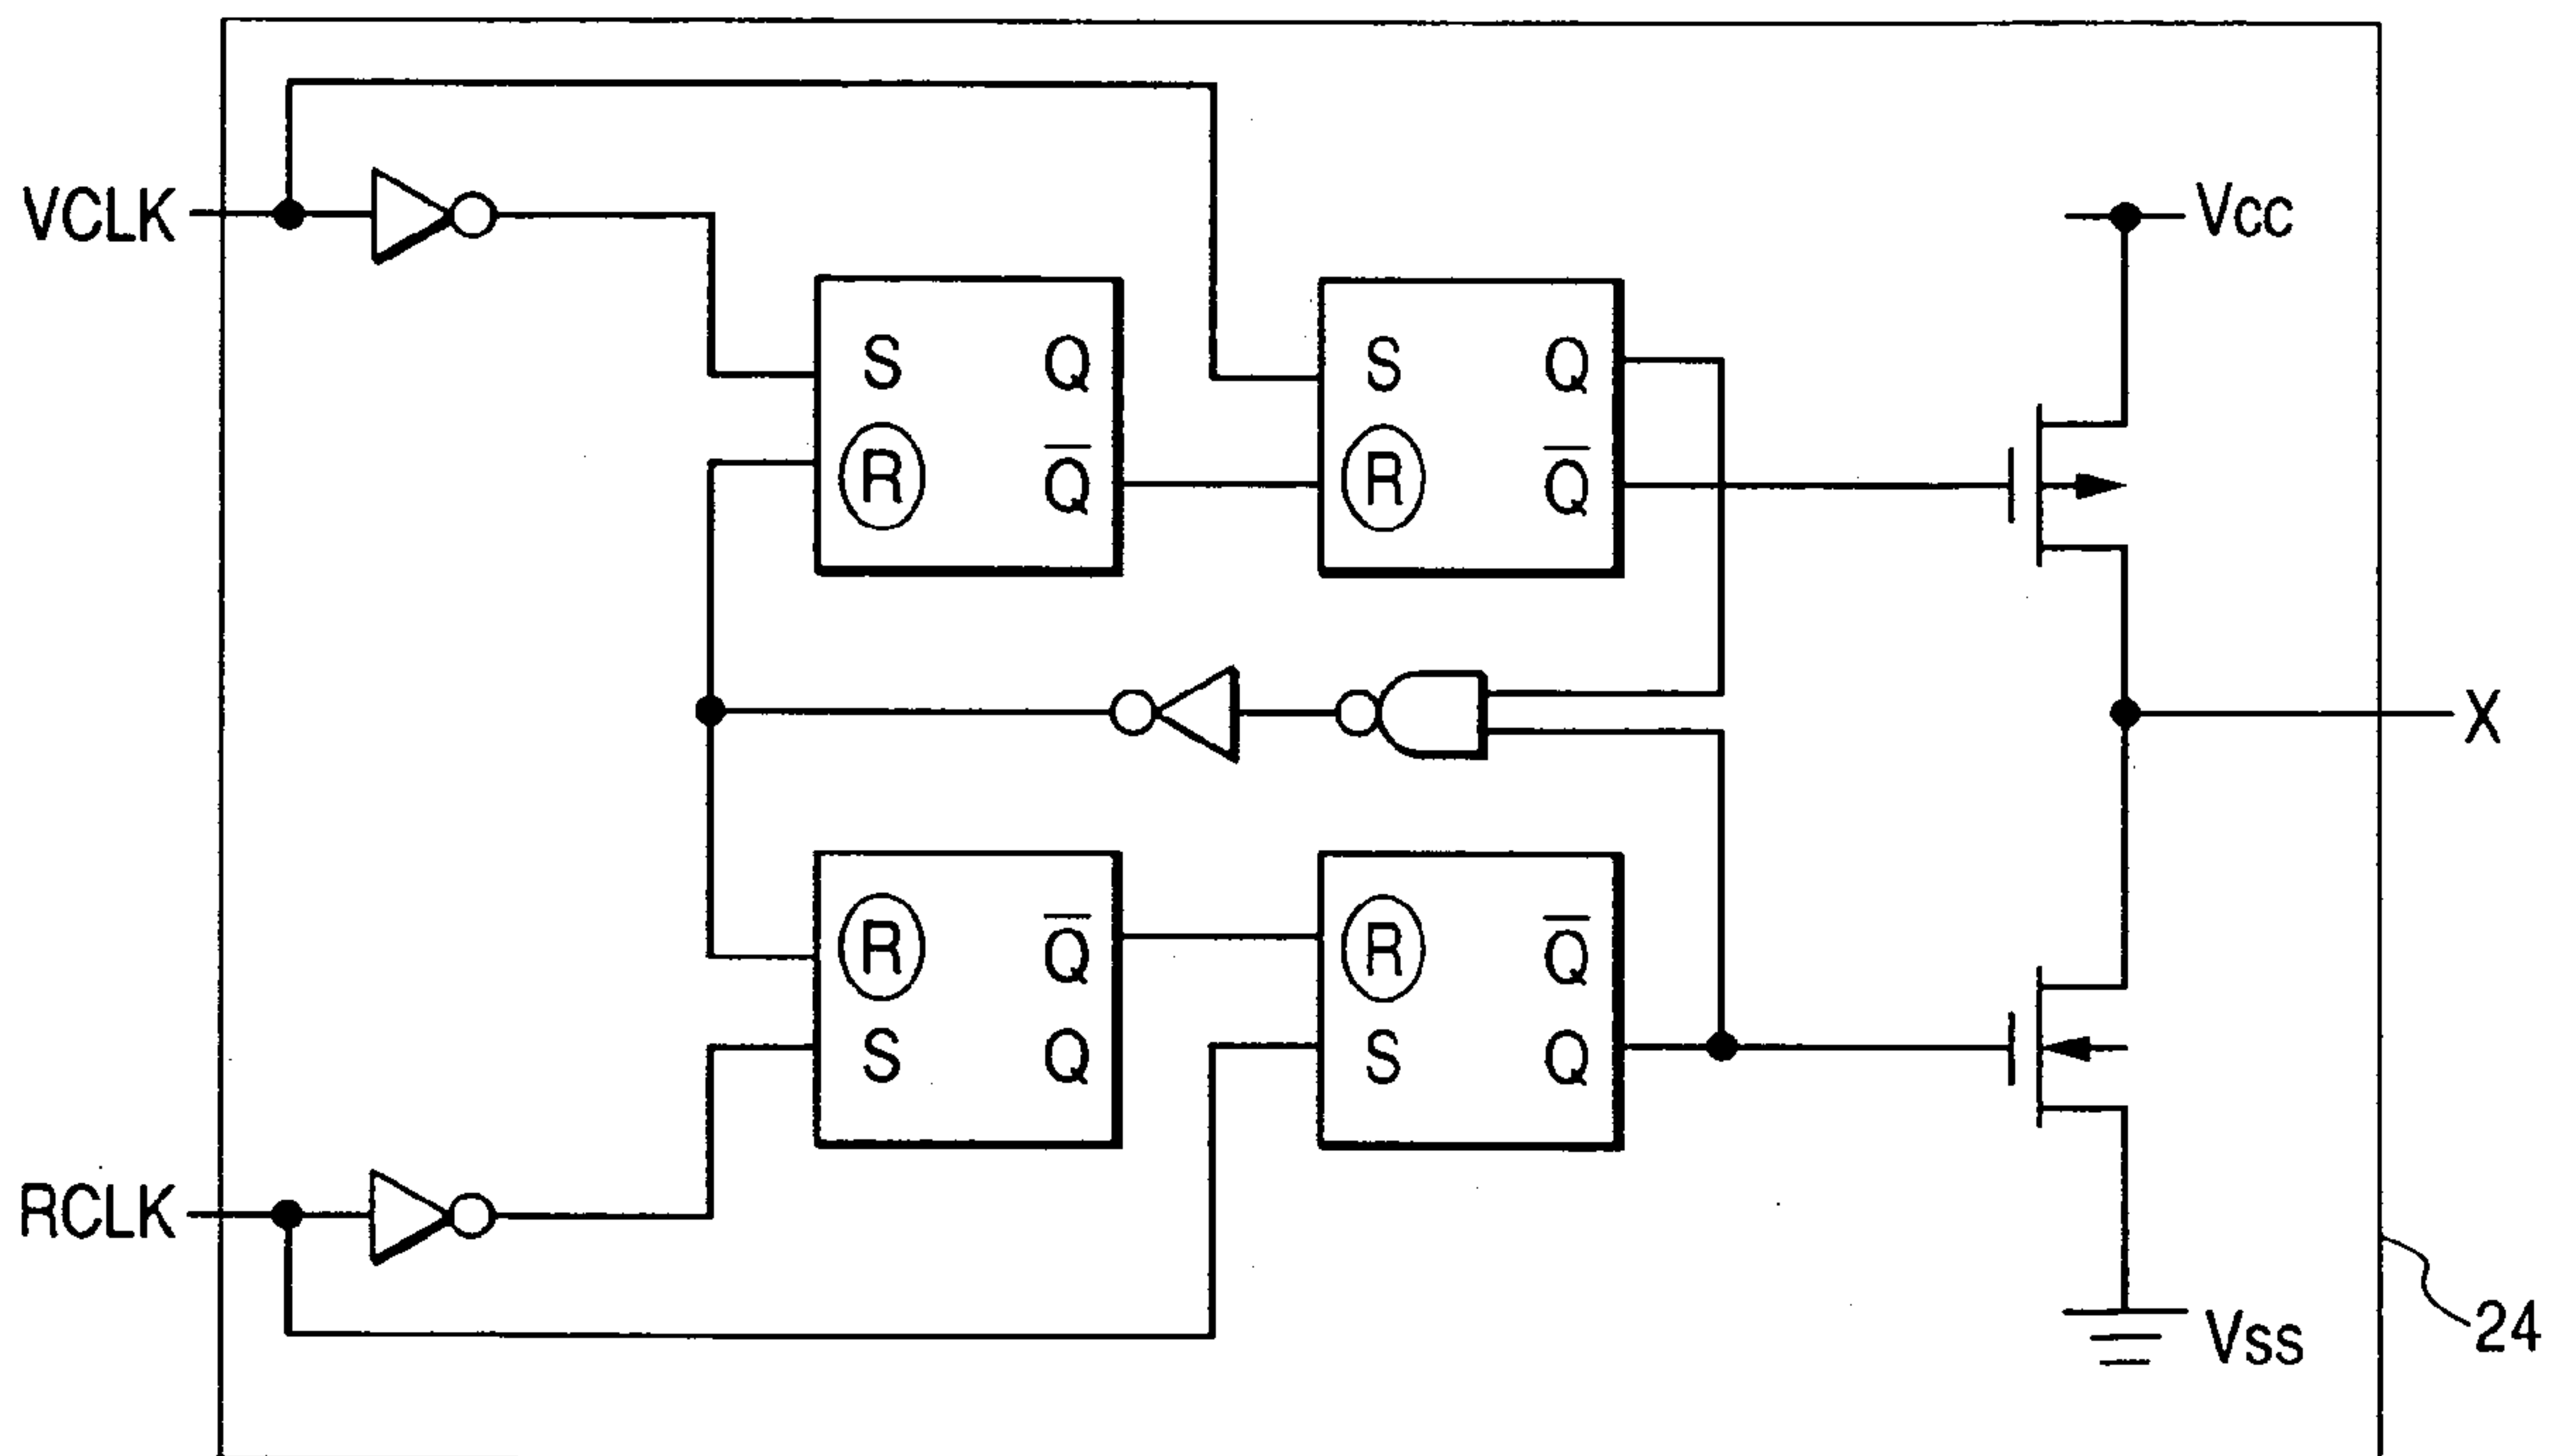 VCLK
Vcc
S Q S Q
R Q̅ R Q̅
X
R Q̅ R Q̅
S Q S Q
RCLK
Vss
24